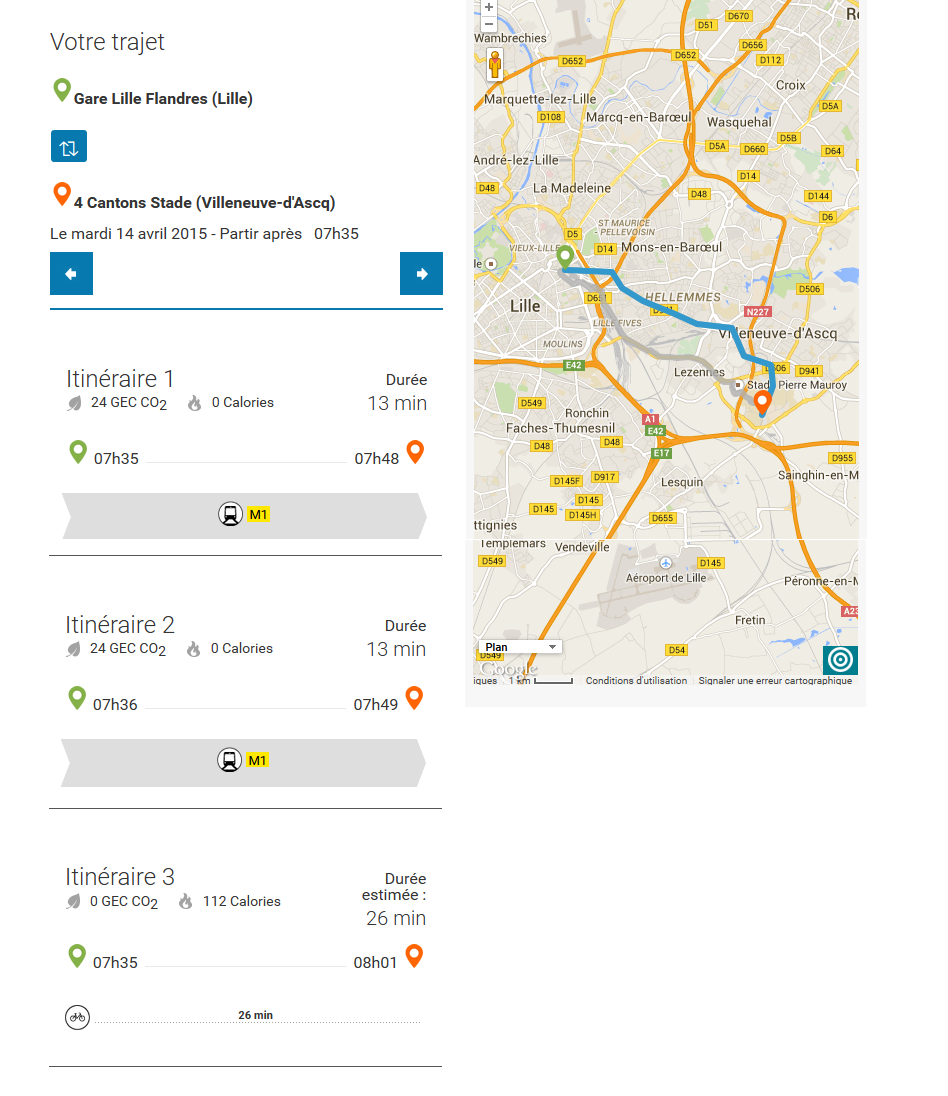 Votre trajet
Gare Lille Flandres (Lille)
4 Cantons Stade (Villeneuve-d'Ascq)
Le mardi 14 avril 2015 - Partir après 07h35
Itinéraire 1
Durée
24 GEC CO2
0 Calories
13 min
07h35
07h48
M1
Itinéraire 2
Durée
24 GEC CO2
0 Calories
13 min
07h36
07h49
M1
Itinéraire 3
Durée
estimée :
0 GEC CO2
112 Calories
26 min
07h35
08h01
26 min
+
−
D670
D51
Wambrechies
D656
D652
D652
D112
Croix
Marquette-lez-Lille
D5A
D108
Marcq-en-Barœul
Wasquehal
D5B
D5A
D660
D64
André-lez-Lille
D14
D48
La Madeleine
D48
D144
D6
ST MAURICE
- PELLEVOISIN
D5
VIEUX-LILLE
D14
Mons-en-Barœul
D506
HELLEMMES
Lille
N227
LILLE FIVES
Villeneuve-d'Ascq
MOULINS
E42
Lezennes
D506
D941
Stade Pierre Mauroy
D549
Ronchin
A1
Faches-Thumesnil
E42
D48
D48
E17
D955
Sainghin-en-M
D145F
D917
Lesquin
D145
D145
D145H
D655
ttignies
Templemars
Vendeville
D549
D145
Aéroport de Lille
Péronne-en-M
A23
Fretin
Plan
D54
D549
Google
iques
1 km
Conditions d'utilisation
Signaler une erreur cartographique